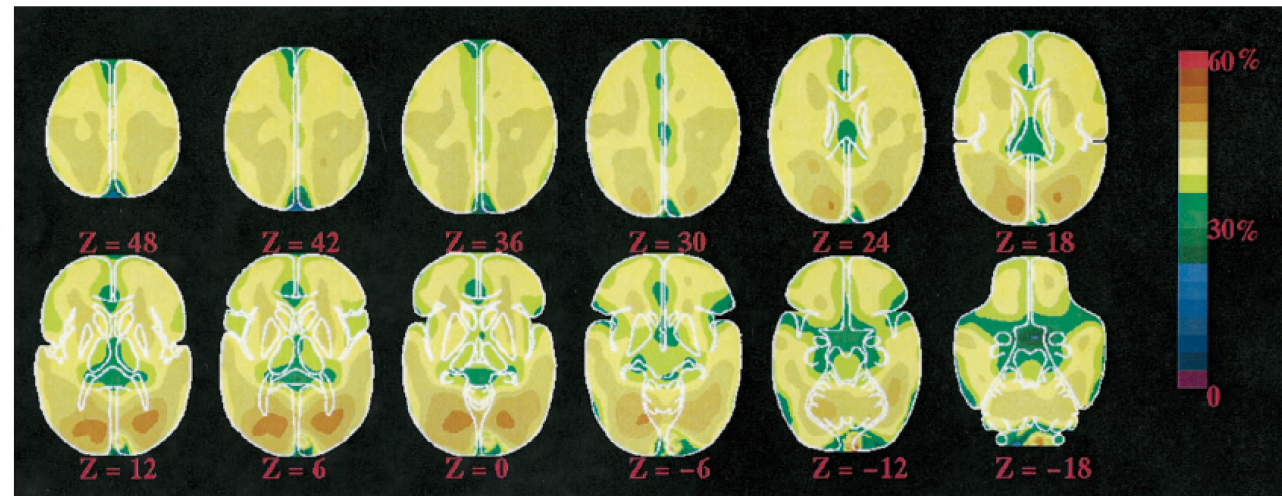 60%
Z = 48 Z = 42 Z = 36 Z = 30 Z = 24 Z = 18
30%
Z = 12 Z = 6 Z = 0 Z = −6 Z = −12 Z = −18
0